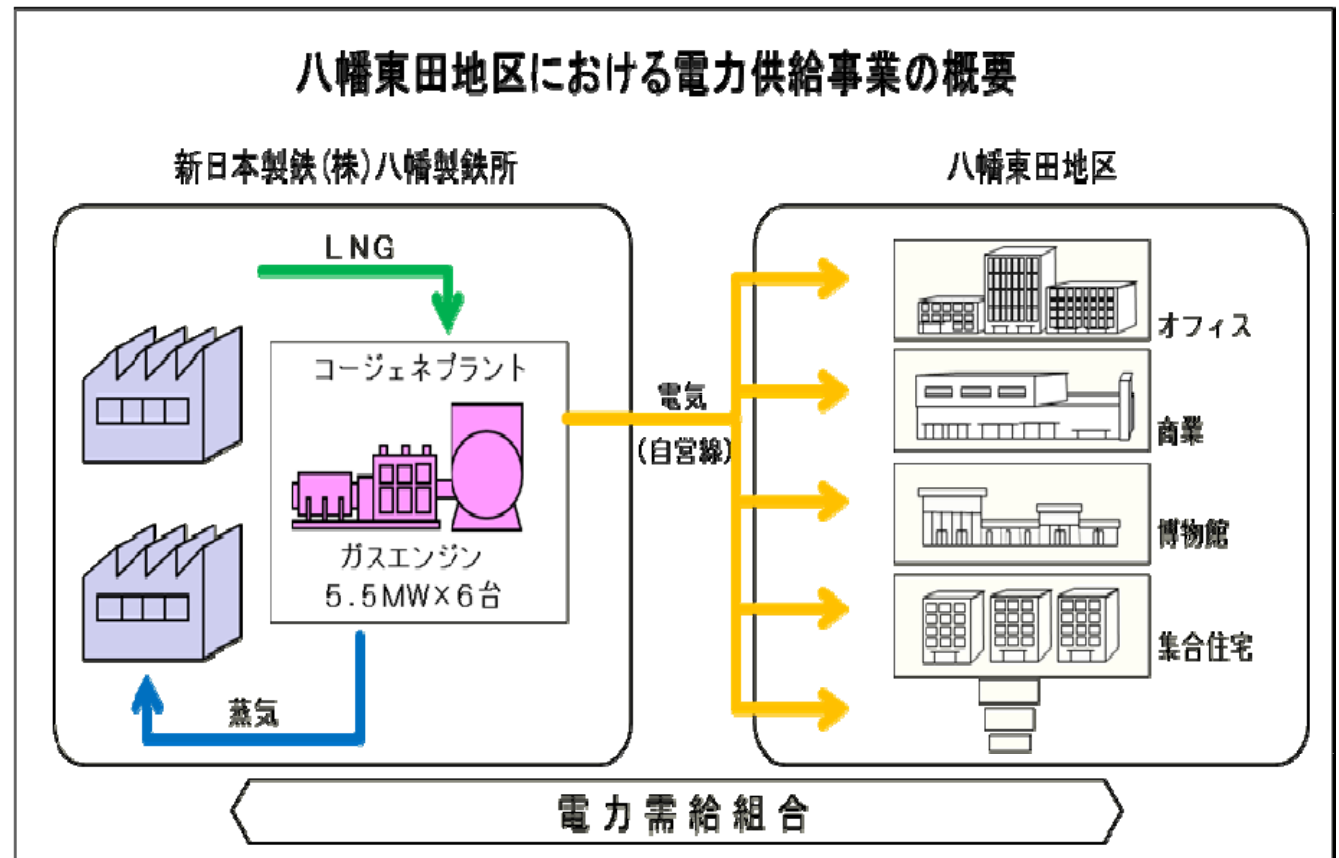 八幡東田地区における電力供給事業の概要
新日本製鉄(株)八幡製鉄所
八幡東田地区
LNG
コージェネプラント
ガスエンジン
5.5MW×6台
蒸気
電気
(自営線)
オフィス
商業
博物館
集合住宅
電力需給組合